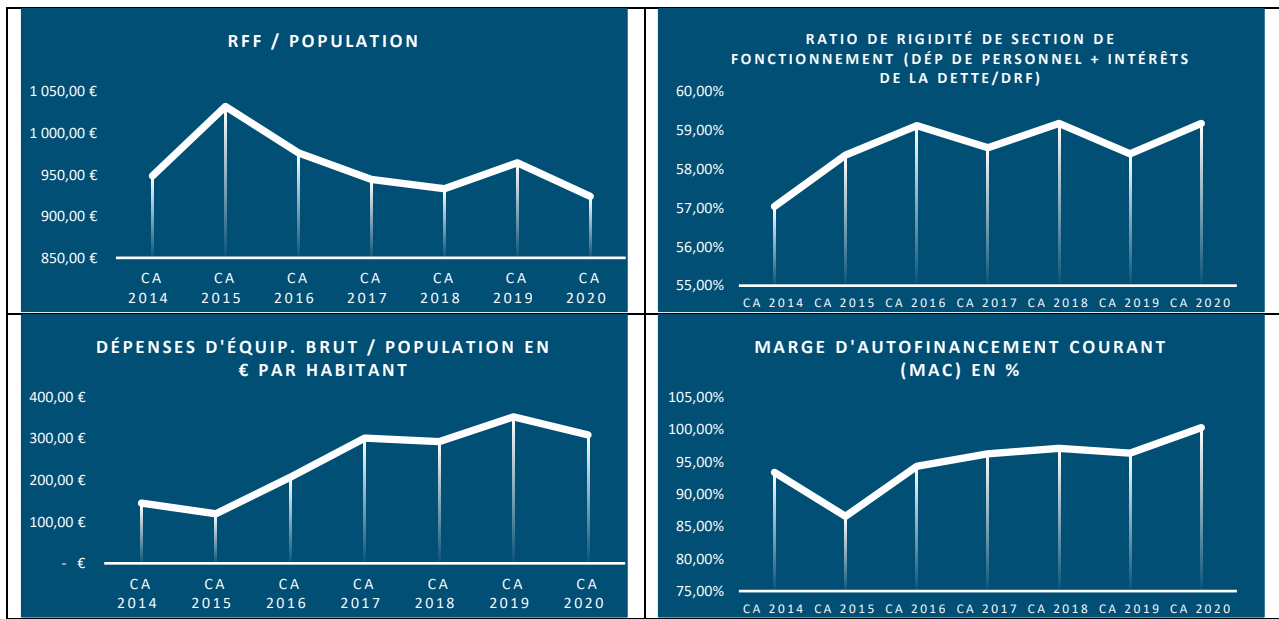 RFF / POPULATION
1 050,00 €
1 000,00 €
950,00 €
900,00 €
850,00 €
CA CA CA CA CA CA CA
2014 2015 2016 2017 2018 2019 2020
RATIO DE RIGIDITÉ DE SECTION DE
FONCTIONNEMENT (DÉP DE PERSONNEL + INTÉRÊTS
DE LA DETTE/DRF)
60,00%
59,00%
58,00%
57,00%
56,00%
55,00%
CA 2014 CA 2015 CA 2016 CA 2017 CA 2018 CA 2019 CA 2020
DÉPENSES D'ÉQUIP. BRUT / POPULATION EN
€ PAR HABITANT
400,00 €
300,00 €
200,00 €
100,00 €
- €
CA CA CA CA CA CA CA
2014 2015 2016 2017 2018 2019 2020
MARGE D'AUTOFINANCEMENT COURANT
(MAC) EN %
105,00%
100,00%
95,00%
90,00%
85,00%
80,00%
75,00%
CA 2014 CA 2015 CA 2016 CA 2017 CA 2018 CA 2019 CA 2020